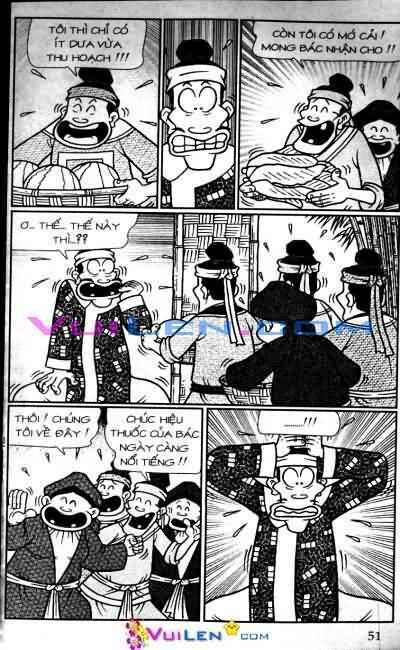 TÔI THÌ CHỈ CÓ
ÍT DƯA VỪA
THU HOẠCH !!!
CÒN TÔI CÓ MỚ CẢI !
MONG BÁC NHẬN CHO !!
Ơ... THẾ... THẾ NÀY
THÌ...??
VUILEN.COM
THÔI ! CHÚNG
TÔI VỀ ĐÂY !
CHÚC HIỆU
THUỐC CỦA BÁC
NGÀY CÀNG
NỔI TIẾNG !!
..........!!!
51
VUILEN.COM